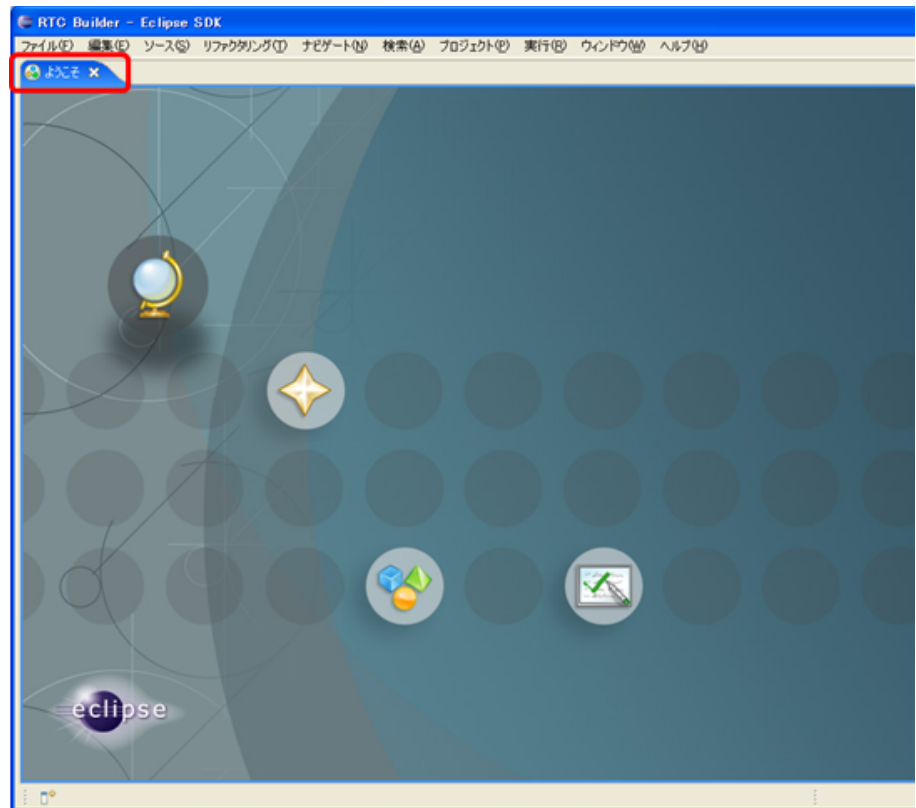 RTC Builder - Eclipse SDK
ファイル(F) 編集(E) ソース(S) リファクタリング(T) ナビゲート(N) 検索(A) プロジェクト(P) 実行(R) ウィンドウ(W) ヘルプ(H)
ようこそ
eclipse